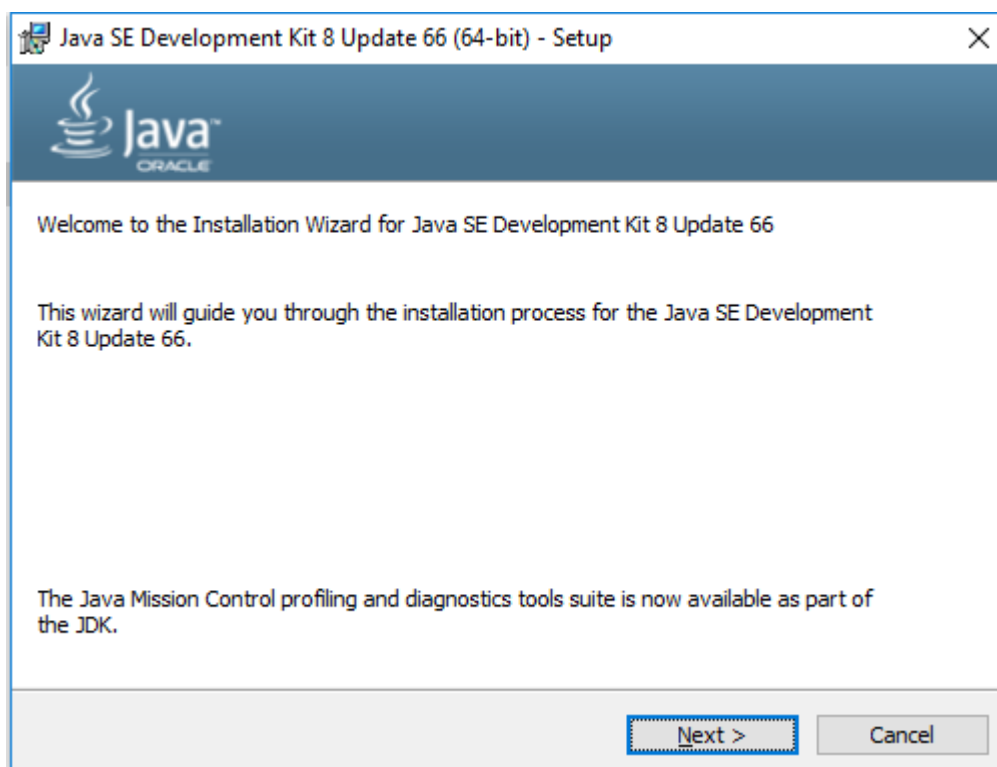 Java SE Development Kit 8 Update 66 (64-bit) - Setup
Java™
ORACLE
Welcome to the Installation Wizard for Java SE Development Kit 8 Update 66
This wizard will guide you through the installation process for the Java SE Development
Kit 8 Update 66.
The Java Mission Control profiling and diagnostics tools suite is now available as part of
the JDK.
Next >
Cancel